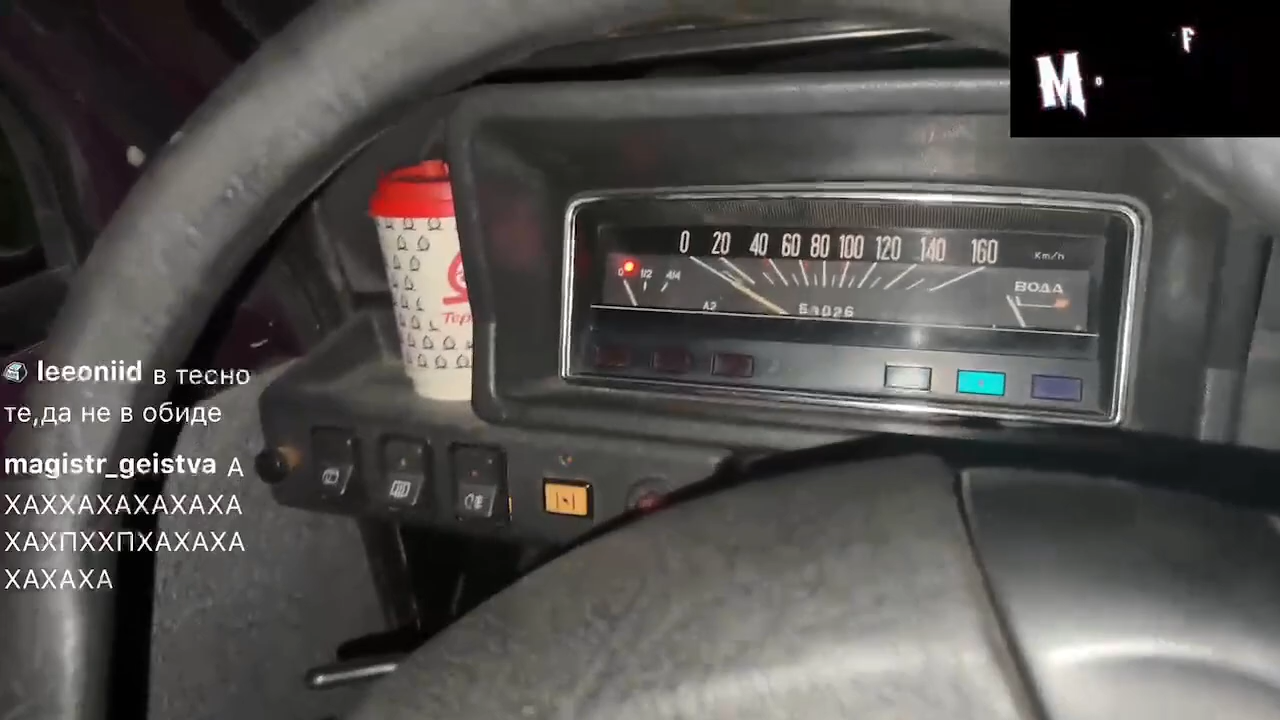 M o F
0 20 40 60 80 100 120 140 160 Km/h
0 1/2 4/4
ВОДА
leeoniid в тесно
те,да не в обиде
magistr_geistva А
ХАХХАХАХАХАХА
ХАХПХХПХАХАХА
ХАХАХА